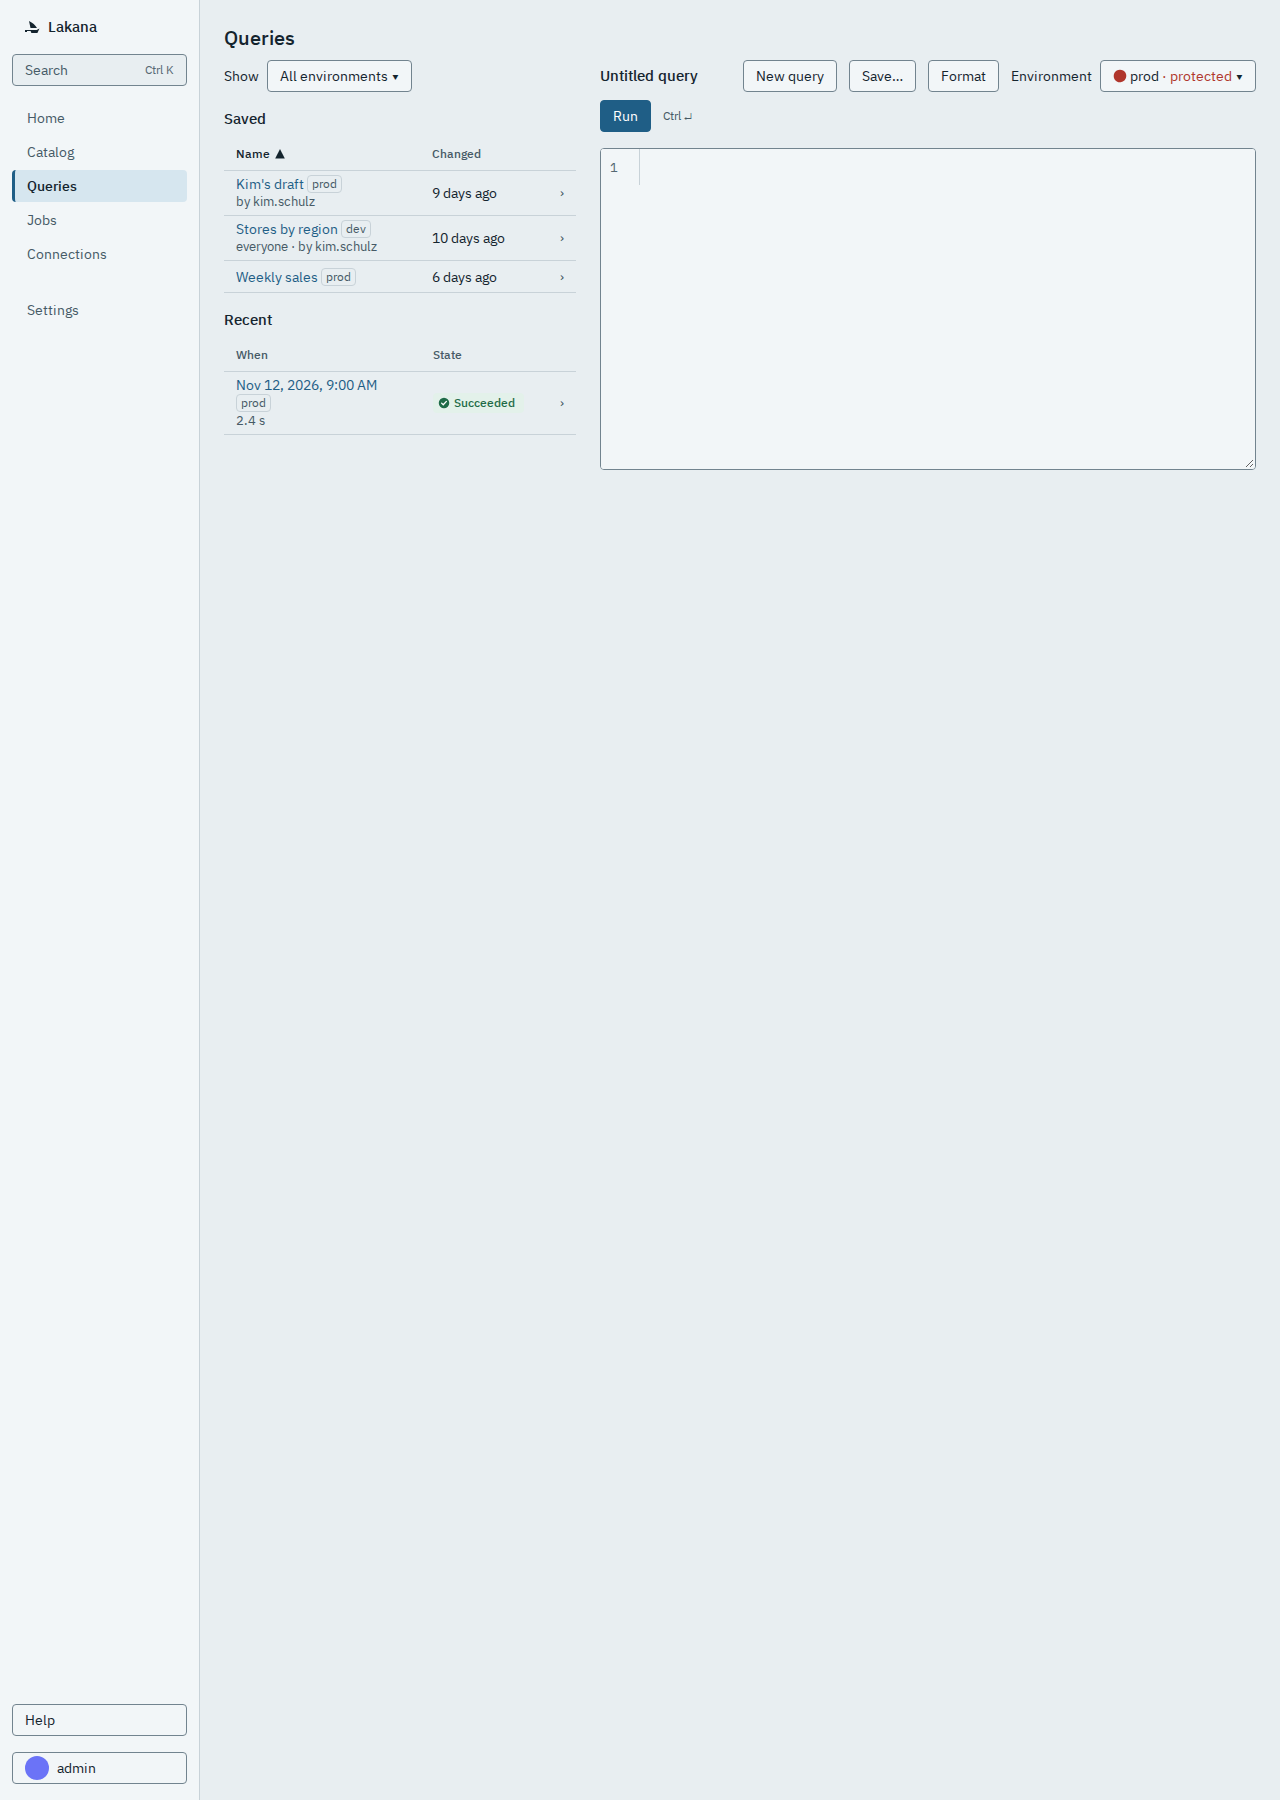 Lakana
Search Ctrl K
Home
Catalog
Queries
Jobs
Connections
Settings
Help
admin
Queries
Show All environments ▾
Saved
Name ▲ Changed
Kim's draft prod
by kim.schulz
9 days ago ›
Stores by region dev
everyone · by kim.schulz
10 days ago ›
Weekly sales prod
6 days ago ›
Recent
When State
Nov 12, 2026, 9:00 AM
prod
2.4 s
Succeeded ›
Untitled query New query Save... Format Environment prod · protected ▾
Run Ctrl ↵
1